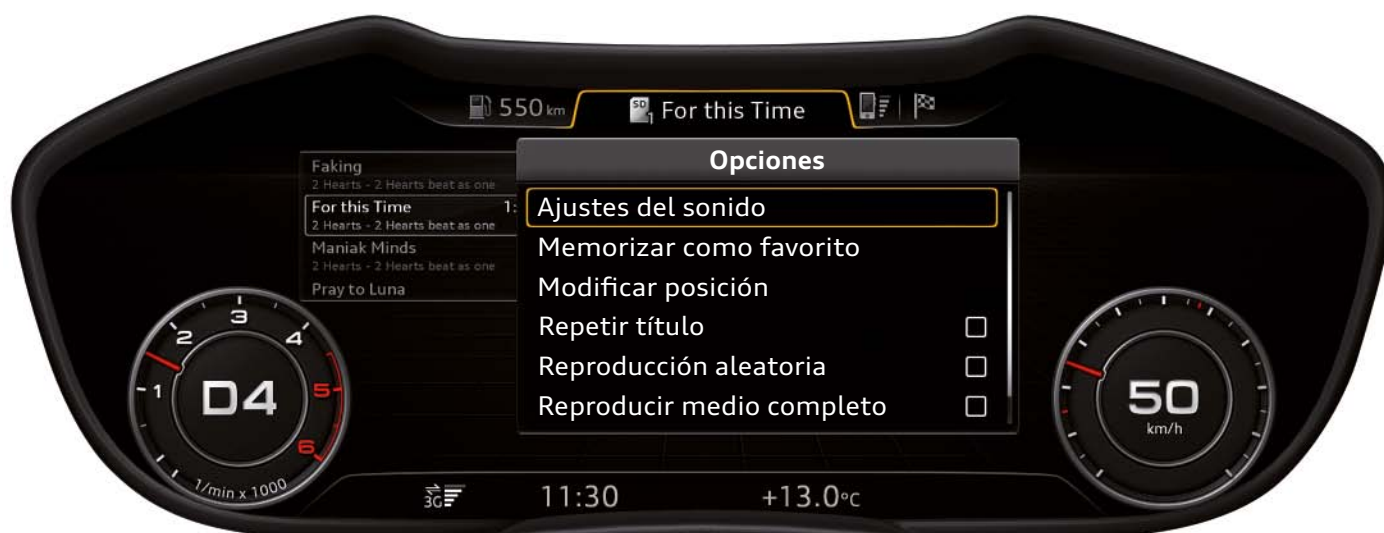 550 km
SD 1 For this Time
Opciones
Faking
2 Hearts - 2 Hearts beat as one
For this Time 1:
2 Hearts - 2 Hearts beat as one
Maniak Minds
2 Hearts - 2 Hearts beat as one
Pray to Luna
Ajustes del sonido
Memorizar como favorito
Modificar posición
Repetir título
Reproducción aleatoria
Reproducir medio completo
1
2
3
4
5
6
D4
1/min x 1000
50
km/h
3G
11:30
+13.0°C